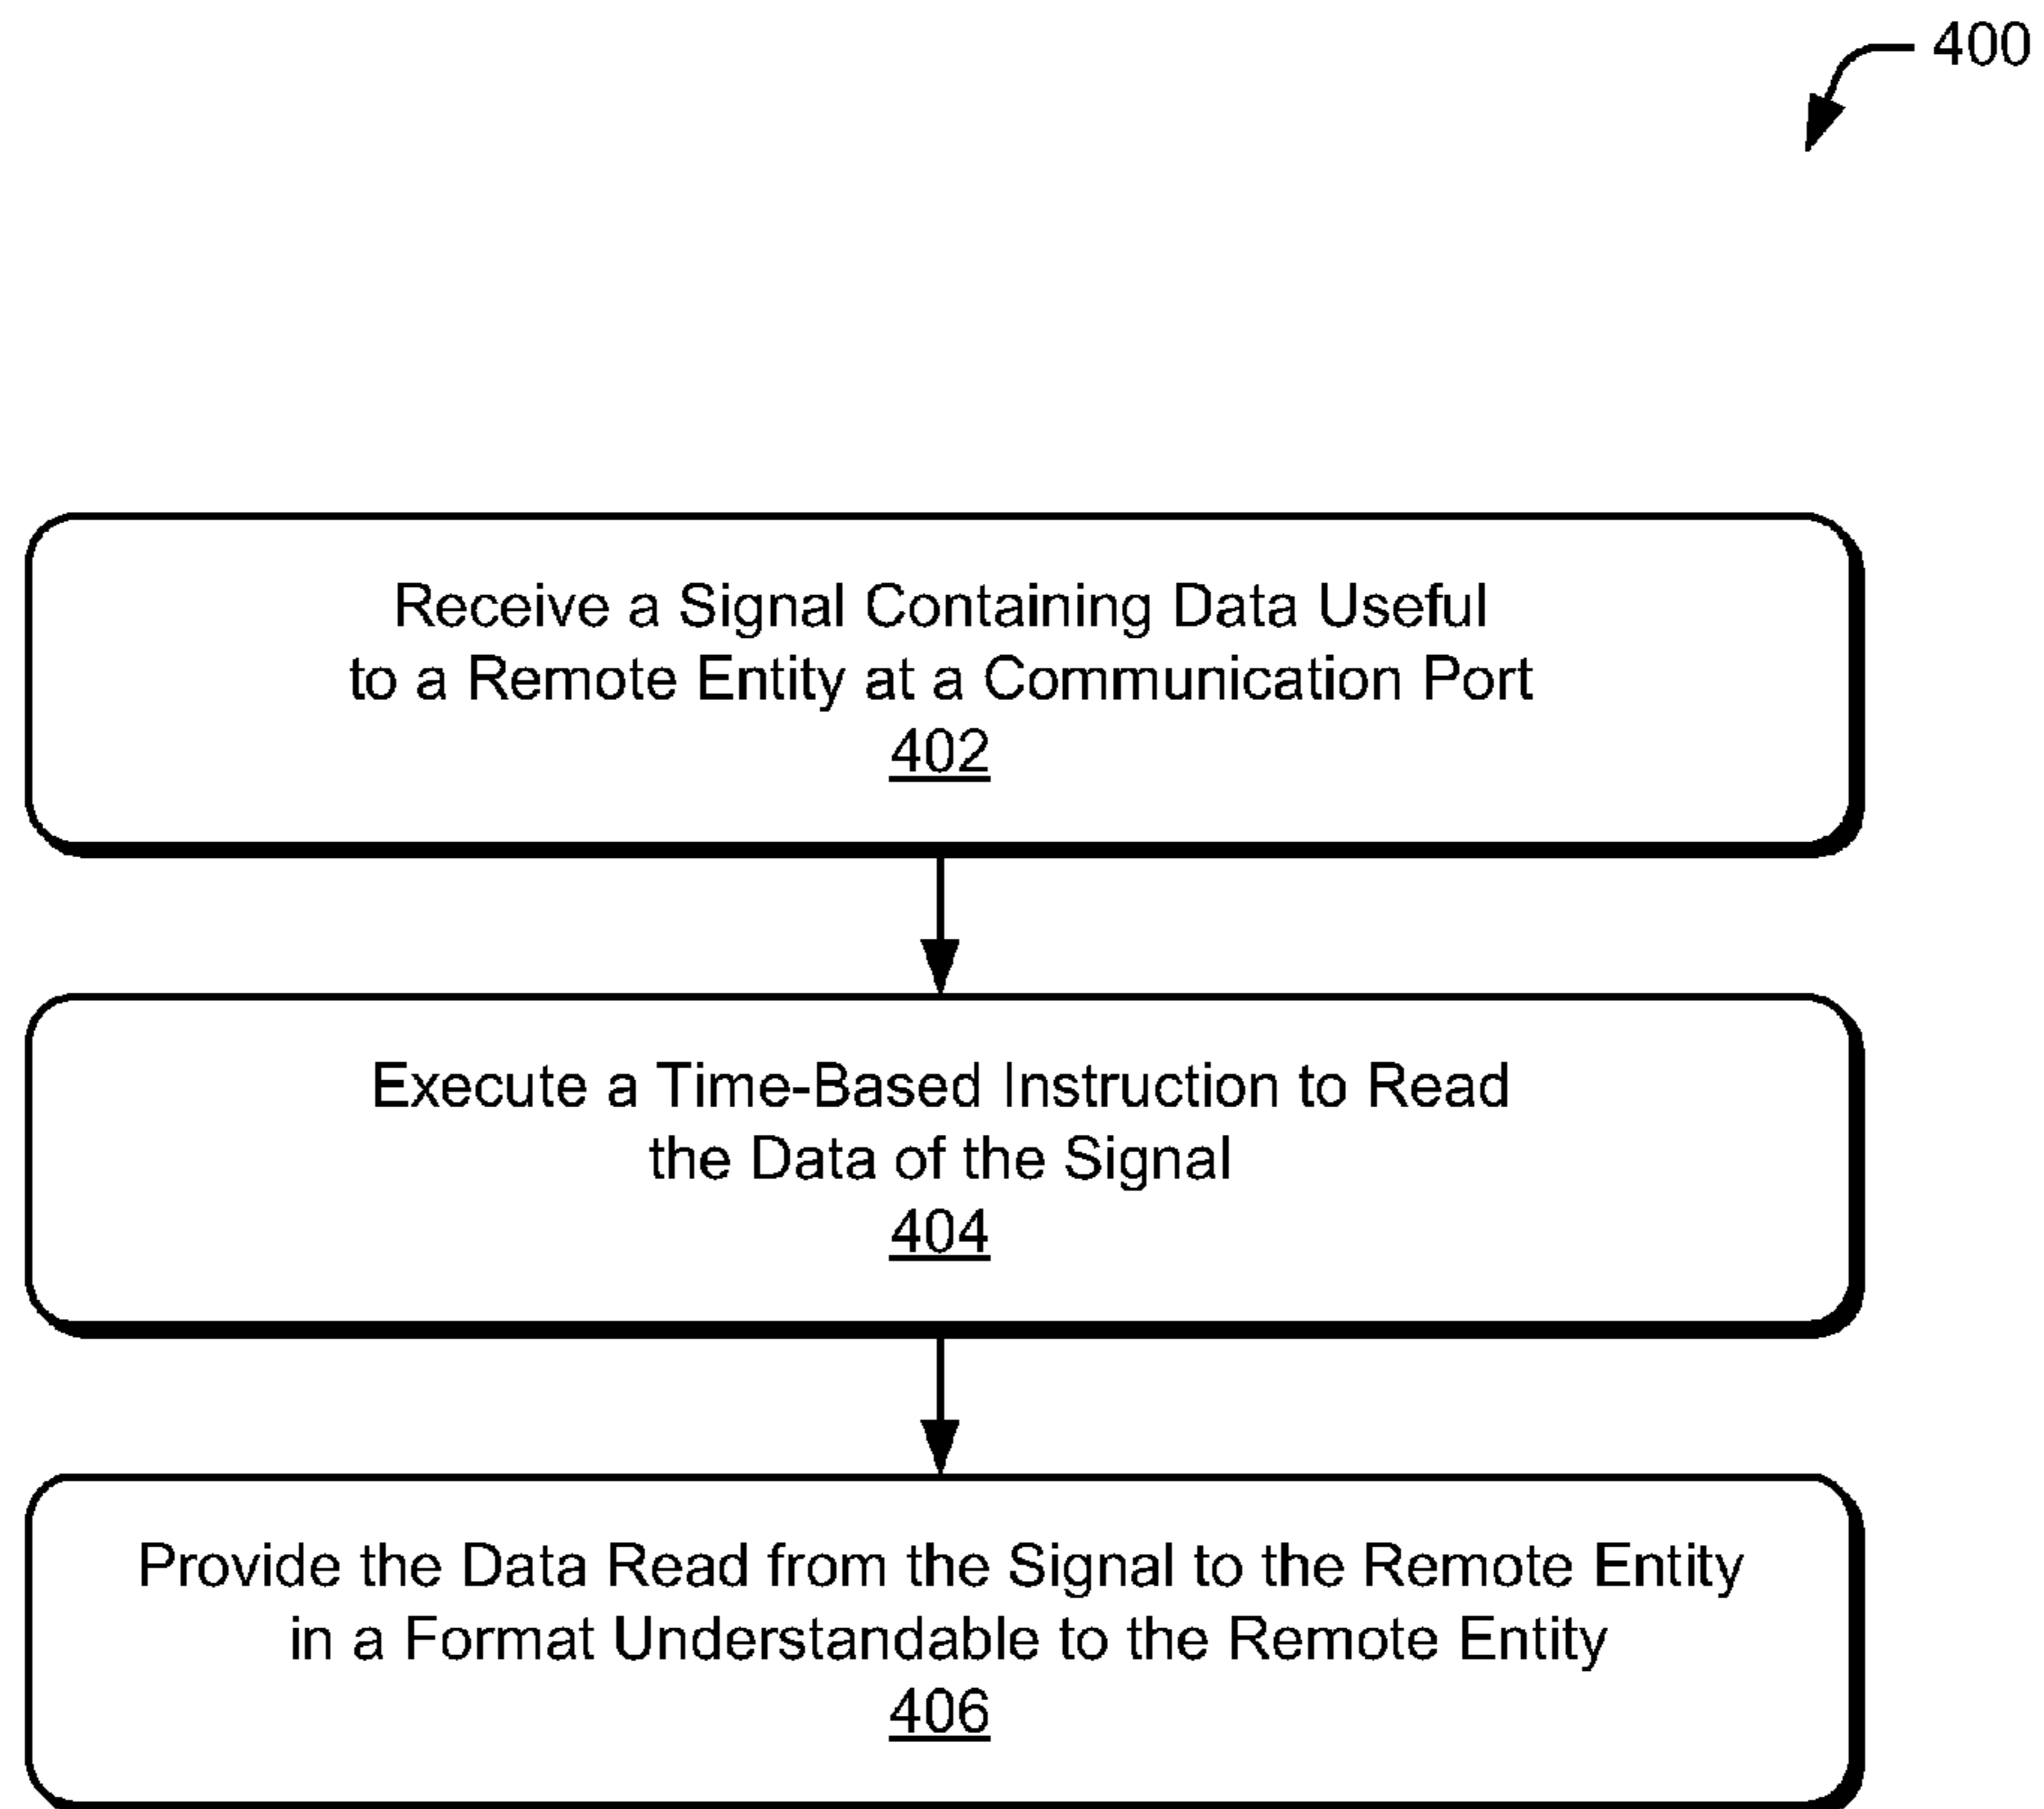 400
Receive a Signal Containing Data Useful
to a Remote Entity at a Communication Port
402
Execute a Time-Based Instruction to Read
the Data of the Signal
404
Provide the Data Read from the Signal to the Remote Entity
in a Format Understandable to the Remote Entity
406